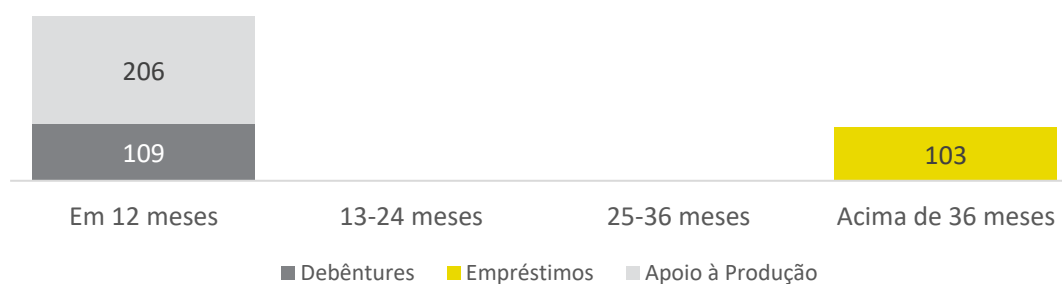 206
109
103
Em 12 meses
13-24 meses
25-36 meses
Acima de 36 meses
Debêntures
Empréstimos
Apoio à Produção